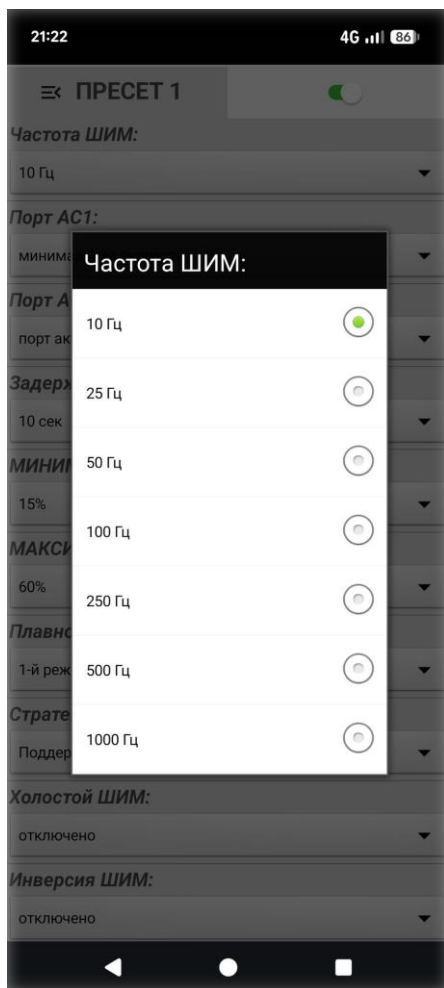 21:22
4G 86
ПРЕСЕТ 1
Частота ШИМ:
10 Гц
Порт АС1:
Частота ШИМ:
10 Гц
25 Гц
50 Гц
100 Гц
250 Гц
500 Гц
1000 Гц
10 сек
15%
60%
1-й
Холостой ШИМ:
отключено
Инверсия ШИМ:
отключено